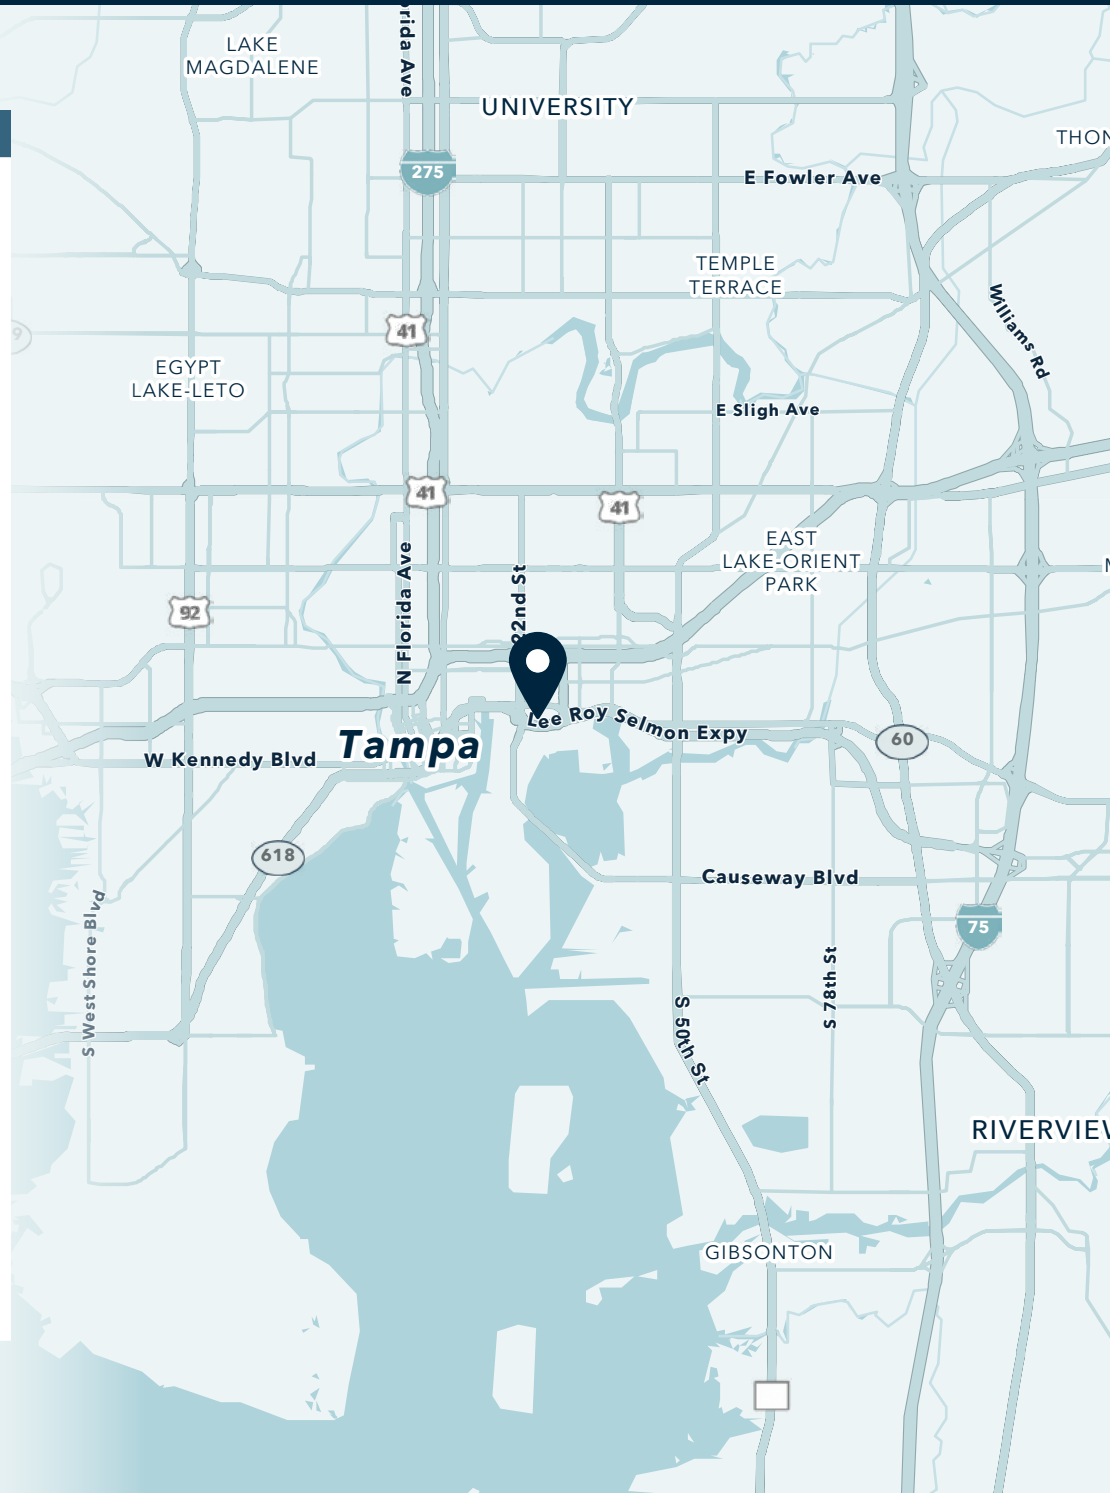 LAKE
MAGDALENE
rida Ave
UNIVERSITY
THON
275
E Fowler Ave
TEMPLE
TERRACE
Williams Rd
41
9
EGYPT
LAKE-LETO
E Sligh Ave
41
41
EAST
LAKE-ORIENT
PARK
M
22nd St
N Florida Ave
92
Lee Roy Selmon Expy
Tampa
60
W Kennedy Blvd
618
Causeway Blvd
S West Shore Blvd
75
S 78th St
S 50th St
RIVERVIEW
GIBSONTON